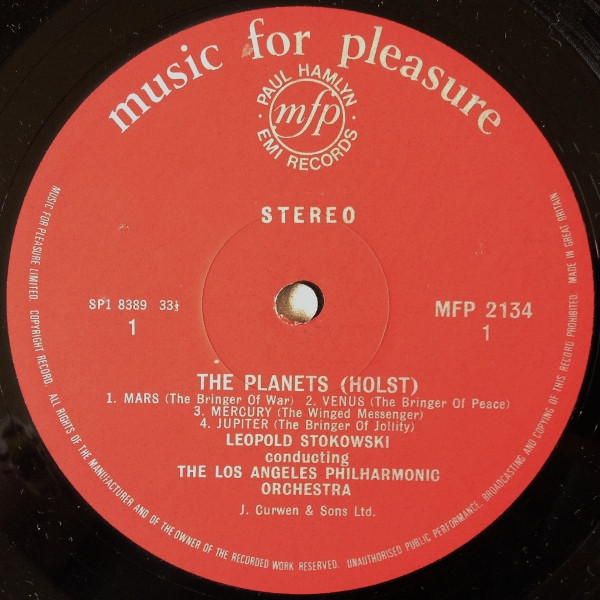 music for pleasure
PAUL HAMLYN
mfp
EMI RECORDS
STEREO
SP1 8389 33⅓
1
MFP 2134
1
THE PLANETS (HOLST)
1. MARS (The Bringer Of War) 2. VENUS (The Bringer Of Peace)
3. MERCURY (The Winged Messenger)
4. JUPITER (The Bringer Of Jollity)
LEOPOLD STOKOWSKI
conducting
THE LOS ANGELES PHILHARMONIC
ORCHESTRA
J. Curwen & Sons Ltd.
MUSIC FOR PLEASURE LIMITED. COPYRIGHT RECORD. ALL RIGHTS OF THE MANUFACTURER AND OF THE OWNER OF THE RECORDED WORK RESERVED. UNAUTHORISED PUBLIC PERFORMANCE, BROADCASTING AND COPYING OF THIS RECORD PROHIBITED. MADE IN GREAT BRITAIN